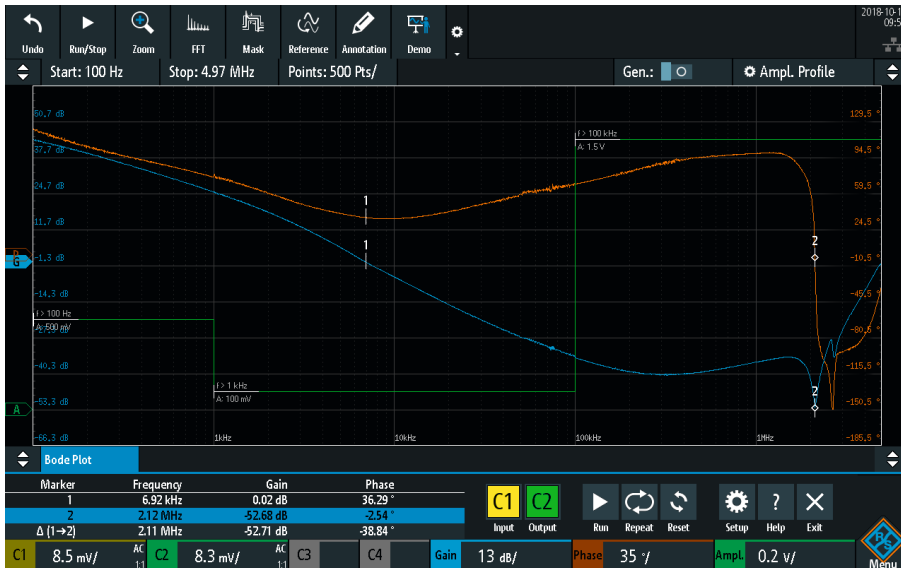 2018-10-1
09:5
Undo Run/Stop Zoom FFT Mask Reference Annotation Demo
Start: 100 Hz Stop: 4.97 MHz Points: 500 Pts/ Gen.: Ampl. Profile
50.7 dB 129.5 °
f> 100 kHz
37.7 dB A: 1.5 V 94.5 °
24.7 dB 59.5 °
1
11.7 dB 24.5 °
1 2
G -1.3 dB -10.5 °
-14.3 dB -45.5 °
f> 100 Hz
A: 500 mV
-27.3 dB -80.5 °
-40.3 dB -115.5 °
f> 1 kHz 2
A: 100 mV
A -53.3 dB -150.5 °
-66.3 dB 1kHz 10kHz 100kHz 1MHz -185.5 °
Bode Plot
Marker Frequency Gain Phase
1 6.92 kHz 0.02 dB 36.29 °
2 2.12 MHz -52.68 dB -2.54 °
Δ (1→2) 2.11 MHz -52.71 dB -38.84 °
C1 C2
Input Output Run Repeat Reset Setup Help Exit
C1 8.5 mV/ AC 1:1 C2 8.3 mV/ AC 1:1 C3 C4 Gain 13 dB/ Phase 35 °/ Ampl. 0.2 V/ R&S Menu